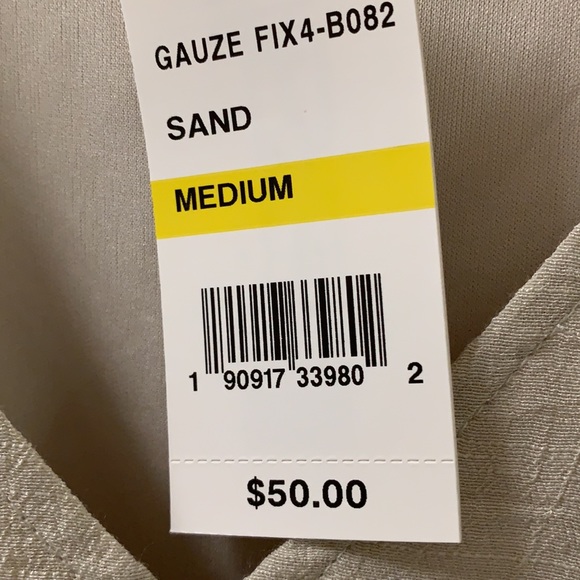 GAUZE FIX4-B082
SAND
MEDIUM
1 90917 33980 2
$50.00